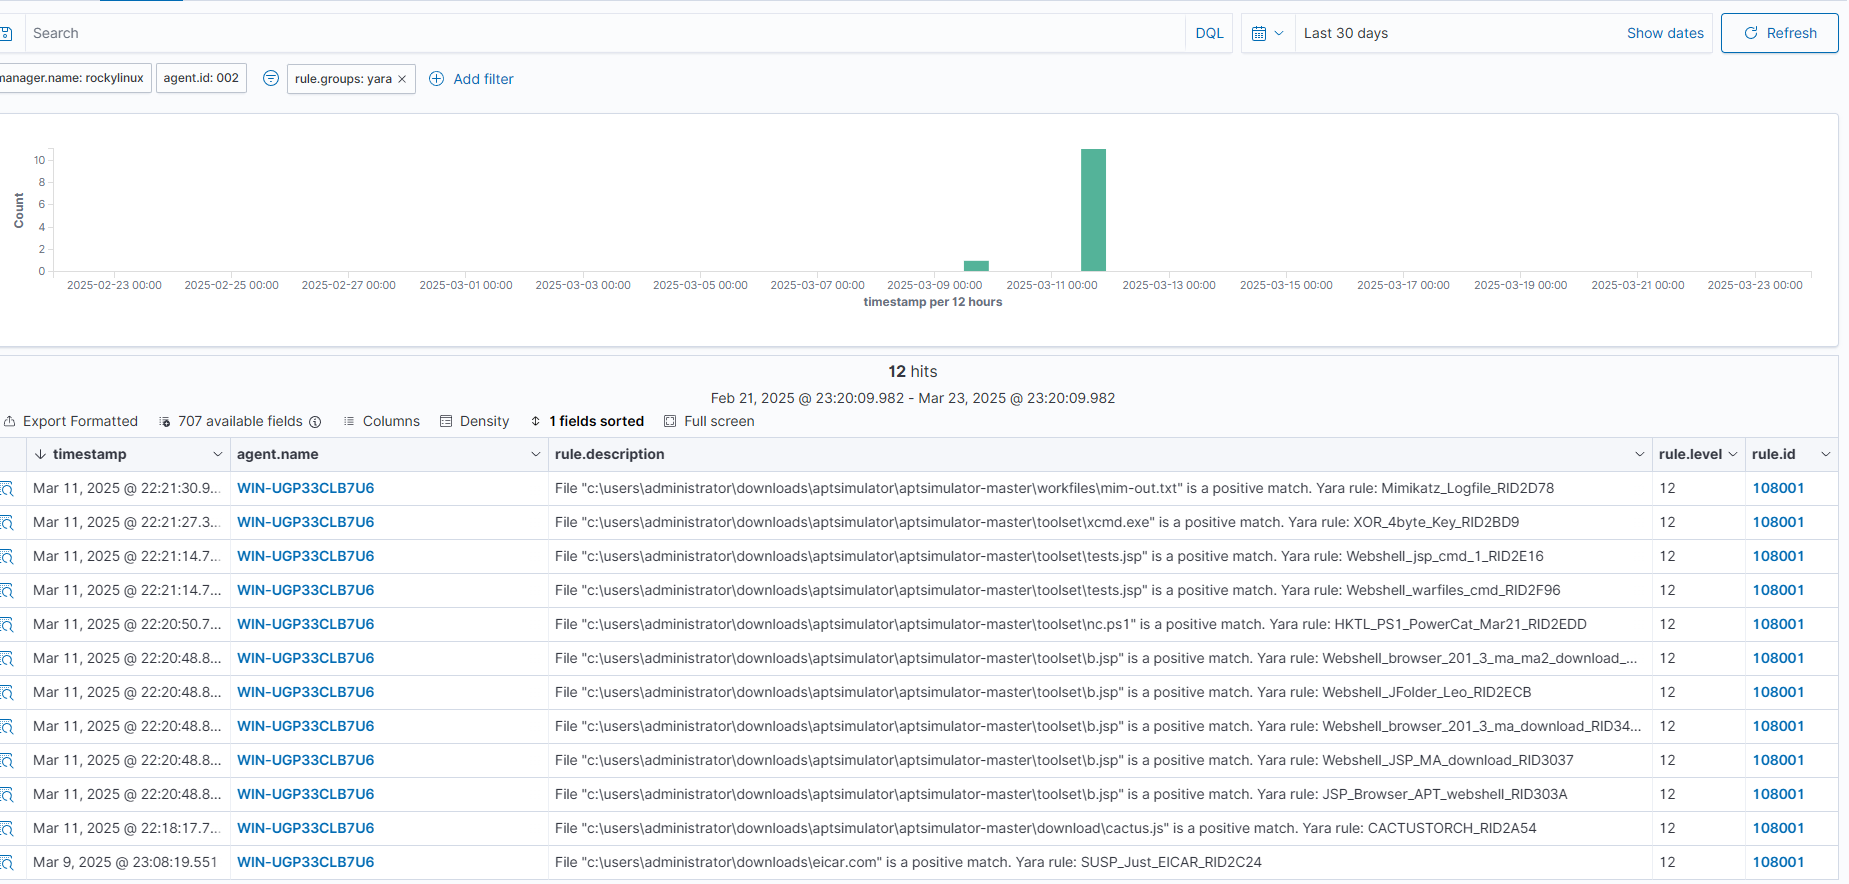 Search DQL Last 30 days Show dates Refresh
manager.name: rockylinux agent.id: 002 rule.groups: yara × Add filter
10
8
6
4
2
0
Count
2025-02-23 00:00 2025-02-25 00:00 2025-02-27 00:00 2025-03-01 00:00 2025-03-03 00:00 2025-03-05 00:00 2025-03-07 00:00 2025-03-09 00:00 2025-03-11 00:00 2025-03-13 00:00 2025-03-15 00:00 2025-03-17 00:00 2025-03-19 00:00 2025-03-21 00:00 2025-03-23 00:00
timestamp per 12 hours
12 hits
Feb 21, 2025 @ 23:20:09.982 - Mar 23, 2025 @ 23:20:09.982
Export Formatted 707 available fields Columns Density 1 fields sorted Full screen
timestamp agent.name rule.description rule.level rule.id
Mar 11, 2025 @ 22:21:30.9... WIN-UGP33CLB7U6 File "c:\users\administrator\downloads\aptsimulator\aptsimulator-master\workfiles\mim-out.txt" is a positive match. Yara rule: Mimikatz_Logfile_RID2D78 12 108001
Mar 11, 2025 @ 22:21:27.3... WIN-UGP33CLB7U6 File "c:\users\administrator\downloads\aptsimulator\aptsimulator-master\toolset\xcmd.exe" is a positive match. Yara rule: XOR_4byte_Key_RID2BD9 12 108001
Mar 11, 2025 @ 22:21:14.7... WIN-UGP33CLB7U6 File "c:\users\administrator\downloads\aptsimulator\aptsimulator-master\toolset\tests.jsp" is a positive match. Yara rule: Webshell_jsp_cmd_1_RID2E16 12 108001
Mar 11, 2025 @ 22:21:14.7... WIN-UGP33CLB7U6 File "c:\users\administrator\downloads\aptsimulator\aptsimulator-master\toolset\tests.jsp" is a positive match. Yara rule: Webshell_warfiles_cmd_RID2F96 12 108001
Mar 11, 2025 @ 22:20:50.7... WIN-UGP33CLB7U6 File "c:\users\administrator\downloads\aptsimulator\aptsimulator-master\toolset\nc.ps1" is a positive match. Yara rule: HKTL_PS1_PowerCat_Mar21_RID2EDD 12 108001
Mar 11, 2025 @ 22:20:48.8... WIN-UGP33CLB7U6 File "c:\users\administrator\downloads\aptsimulator\aptsimulator-master\toolset\b.jsp" is a positive match. Yara rule: Webshell_browser_201_3_ma_ma2_download_... 12 108001
Mar 11, 2025 @ 22:20:48.8... WIN-UGP33CLB7U6 File "c:\users\administrator\downloads\aptsimulator\aptsimulator-master\toolset\b.jsp" is a positive match. Yara rule: Webshell_JFolder_Leo_RID2ECB 12 108001
Mar 11, 2025 @ 22:20:48.8... WIN-UGP33CLB7U6 File "c:\users\administrator\downloads\aptsimulator\aptsimulator-master\toolset\b.jsp" is a positive match. Yara rule: Webshell_browser_201_3_ma_download_RID34... 12 108001
Mar 11, 2025 @ 22:20:48.8... WIN-UGP33CLB7U6 File "c:\users\administrator\downloads\aptsimulator\aptsimulator-master\toolset\b.jsp" is a positive match. Yara rule: Webshell_JSP_MA_download_RID3037 12 108001
Mar 11, 2025 @ 22:20:48.8... WIN-UGP33CLB7U6 File "c:\users\administrator\downloads\aptsimulator\aptsimulator-master\toolset\b.jsp" is a positive match. Yara rule: JSP_Browser_APT_webshell_RID303A 12 108001
Mar 11, 2025 @ 22:18:17.7... WIN-UGP33CLB7U6 File "c:\users\administrator\downloads\aptsimulator\aptsimulator-master\download\cactus.js" is a positive match. Yara rule: CACTUSTORCH_RID2A54 12 108001
Mar 9, 2025 @ 23:08:19.551 WIN-UGP33CLB7U6 File "c:\users\administrator\downloads\eicar.com" is a positive match. Yara rule: SUSP_Just_EICAR_RID2C24 12 108001